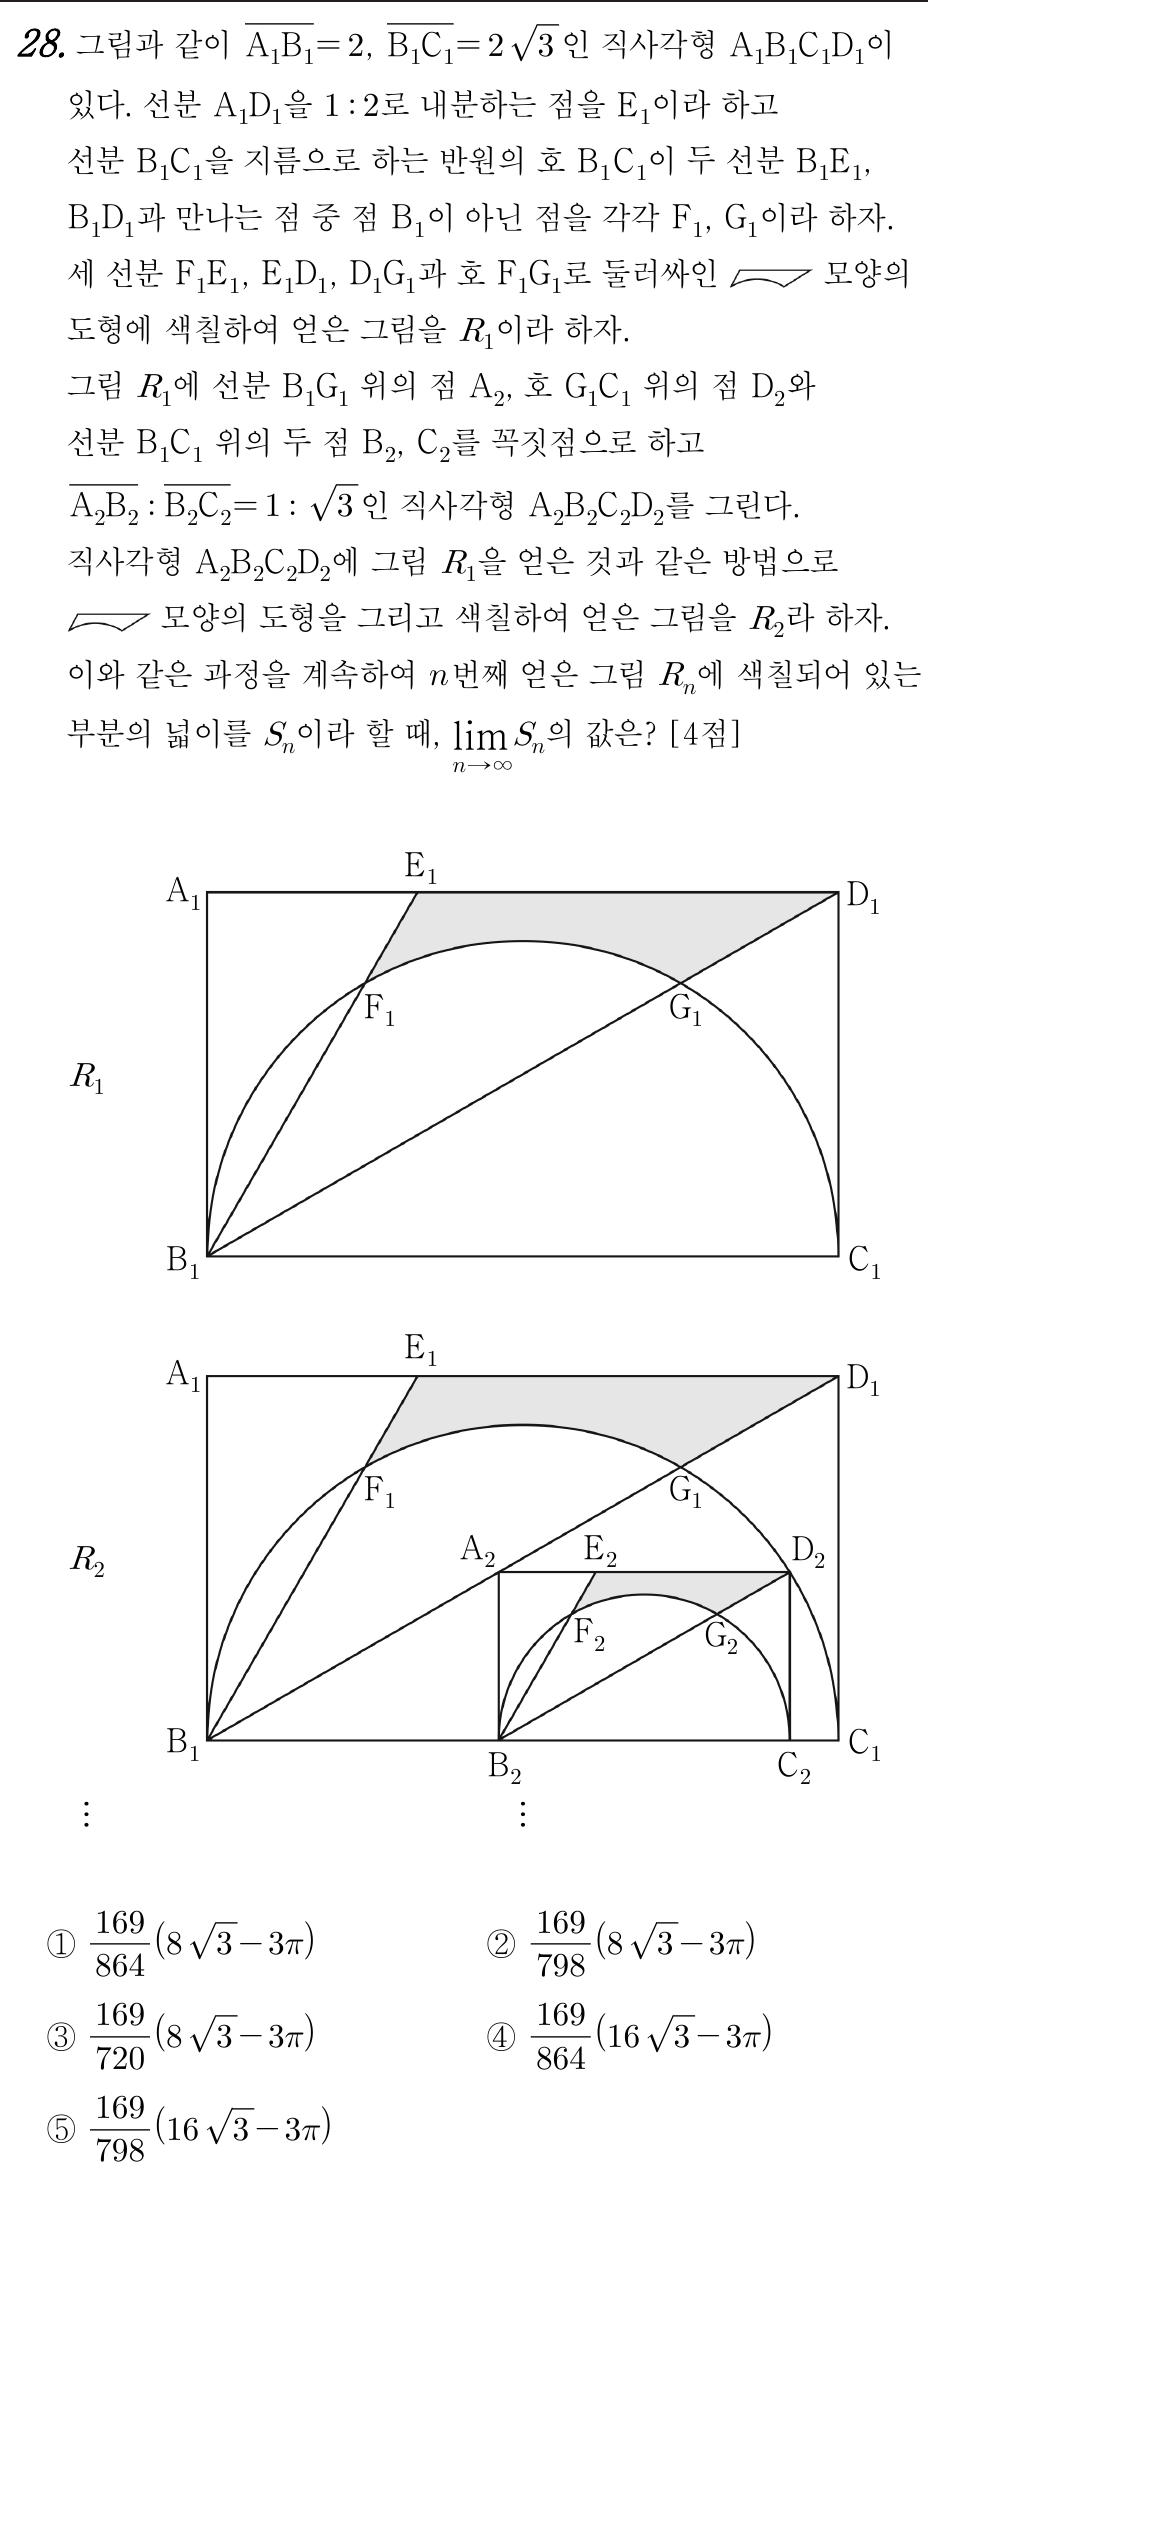 28. 그림과 같이 A₁B₁=2, B₁C₁=2√3인 직사각형 A₁B₁C₁D₁이
있다. 선분 A₁D₁을 1:2로 내분하는 점을 E₁이라 하고
선분 B₁C₁을 지름으로 하는 반원의 호 B₁C₁이 두 선분 B₁E₁,
B₁D₁과 만나는 점 중 점 B₁이 아닌 점을 각각 F₁, G₁이라 하자.
세 선분 F₁E₁, E₁D₁, D₁G₁과 호 F₁G₁로 둘러싸인 모양의
도형에 색칠하여 얻은 그림을 R₁이라 하자.
그림 R₁에 선분 B₁G₁ 위의 점 A₂, 호 G₁C₁ 위의 점 D₂와
선분 B₁C₁ 위의 두 점 B₂, C₂를 꼭짓점으로 하고
A₂B₂:B₂C₂=1:√3인 직사각형 A₂B₂C₂D₂를 그린다.
직사각형 A₂B₂C₂D₂에 그림 R₁을 얻은 것과 같은 방법으로
모양의 도형을 그리고 색칠하여 얻은 그림을 R₂라 하자.
이와 같은 과정을 계속하여 n번째 얻은 그림 Rₙ에 색칠되어 있는
부분의 넓이를 Sₙ이라 할 때, lim Sₙ의 값은? [4점]
n→∞
E₁
A₁ D₁
F₁ G₁
R₁
B₁ C₁
E₁
A₁ D₁
F₁ G₁
A₂ E₂ D₂
R₂
F₂ G₂
B₁ C₁
B₂ C₂
⋮ ⋮
① 169/864(8√3−3π) ② 169/798(8√3−3π)
③ 169/720(8√3−3π) ④ 169/864(16√3−3π)
⑤ 169/798(16√3−3π)